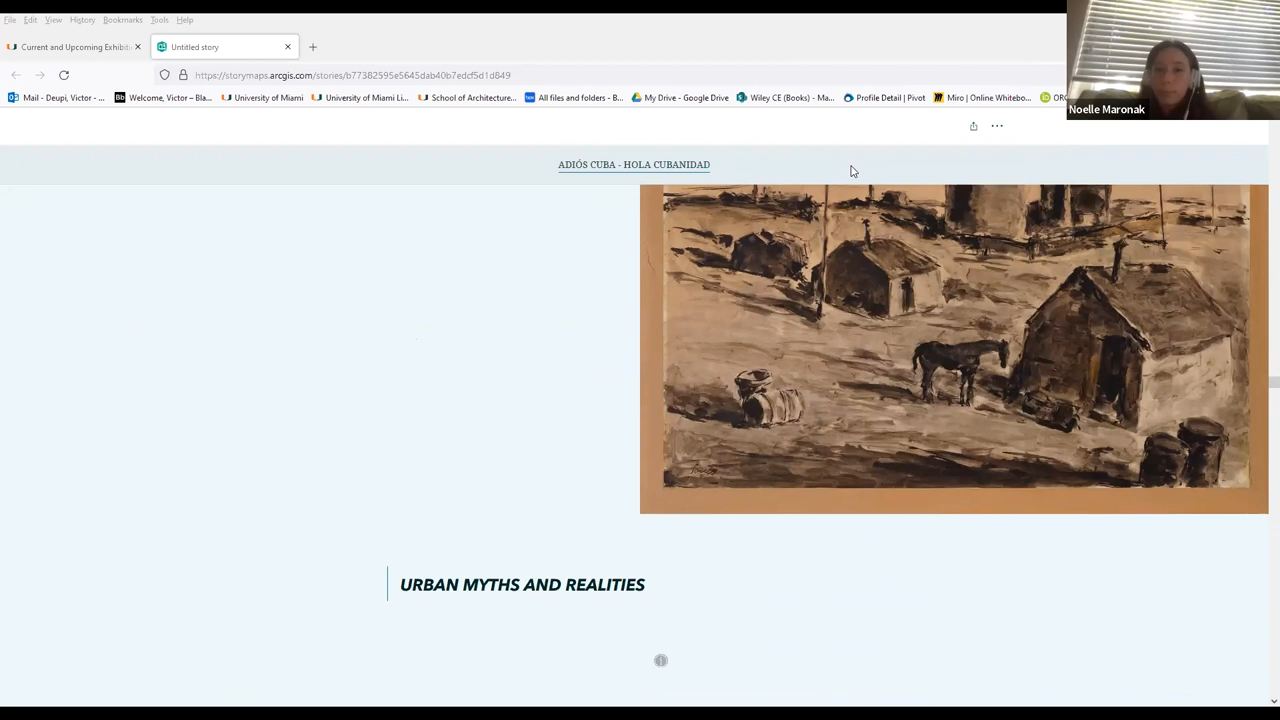 File Edit View History Bookmarks Tools Help
Current and Upcoming Exhibit
Untitled story
https://storymaps.arcgis.com/stories/b77382595e5645dab40b7edcf5d1d849
Mail - Deupi, Victor - ...
Welcome, Victor – Bla...
University of Miami
University of Miami Li...
School of Architecture...
All files and folders - B...
My Drive - Google Drive
Wiley CE (Books) - Ma...
Profile Detail | Pivot
Miro | Online Whitebo...
Noelle Maronak
ADIÓS CUBA - HOLA CUBANIDAD
URBAN MYTHS AND REALITIES